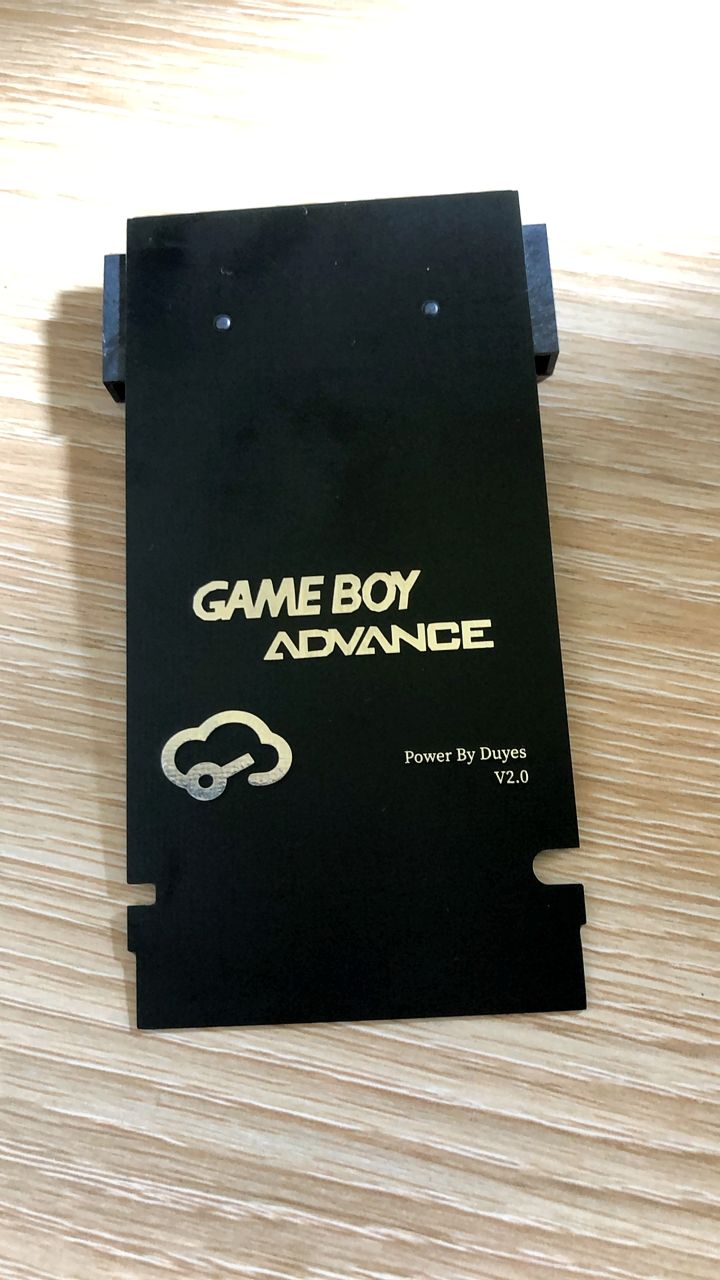 GAME BOY
ADVANCE
Power By Duyes
V2.0